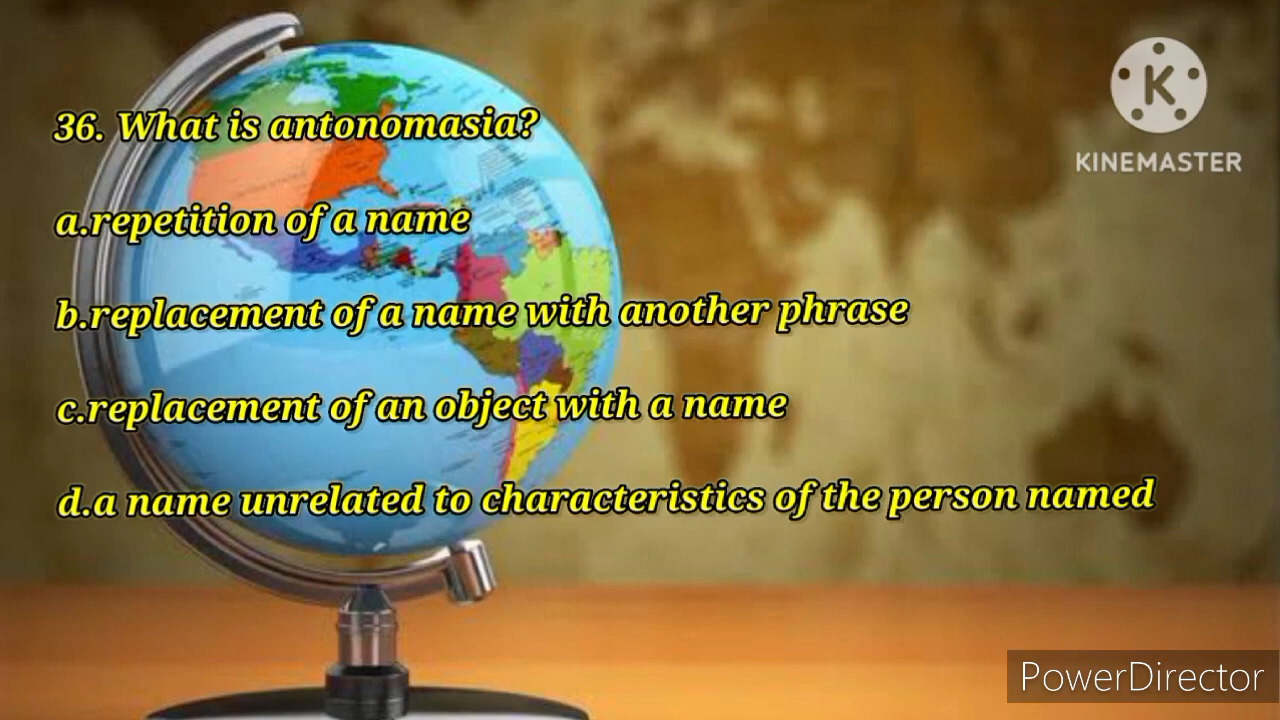 36. What is antonomasia?
a.repetition of a name
b.replacement of a name with another phrase
c.replacement of an object with a name
d.a name unrelated to characteristics of the person named
K
KINEMASTER
PowerDirector